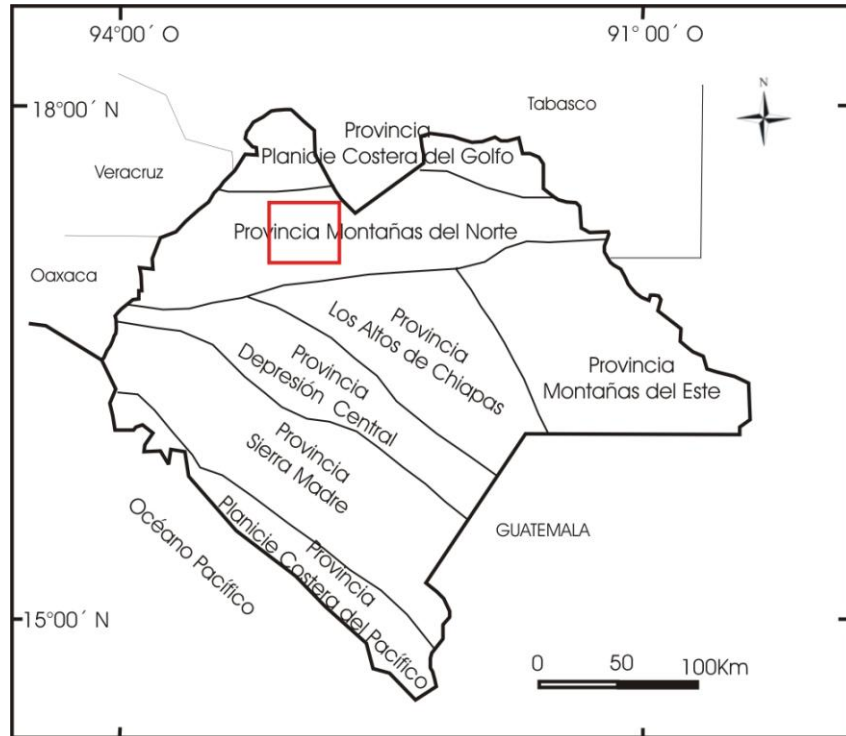 94°00´ O
91°00´ O
18°00´ N
N
Tabasco
Provincia
Planicie Costera del Golfo
Veracruz
Provincia Montañas del Norte
Oaxaca
Provincia
Los Altos de Chiapas
Provincia
Depresión Central
Provincia
Montañas del Este
Provincia
Sierra Madre
Océano Pacífico
Provincia
Planicie Costera del Pacífico
GUATEMALA
15°00´ N
0 50 100Km